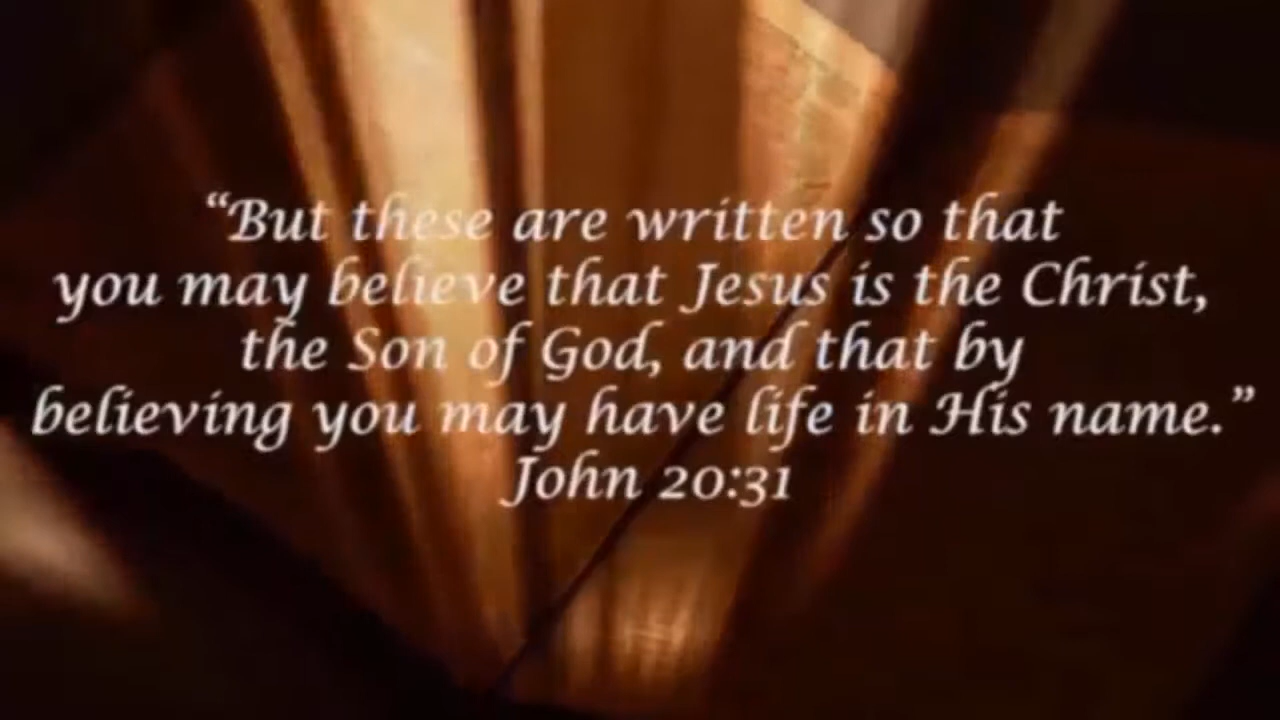 “But these are written so that
you may believe that Jesus is the Christ,
the Son of God, and that by
believing you may have life in His name.”
John 20:31